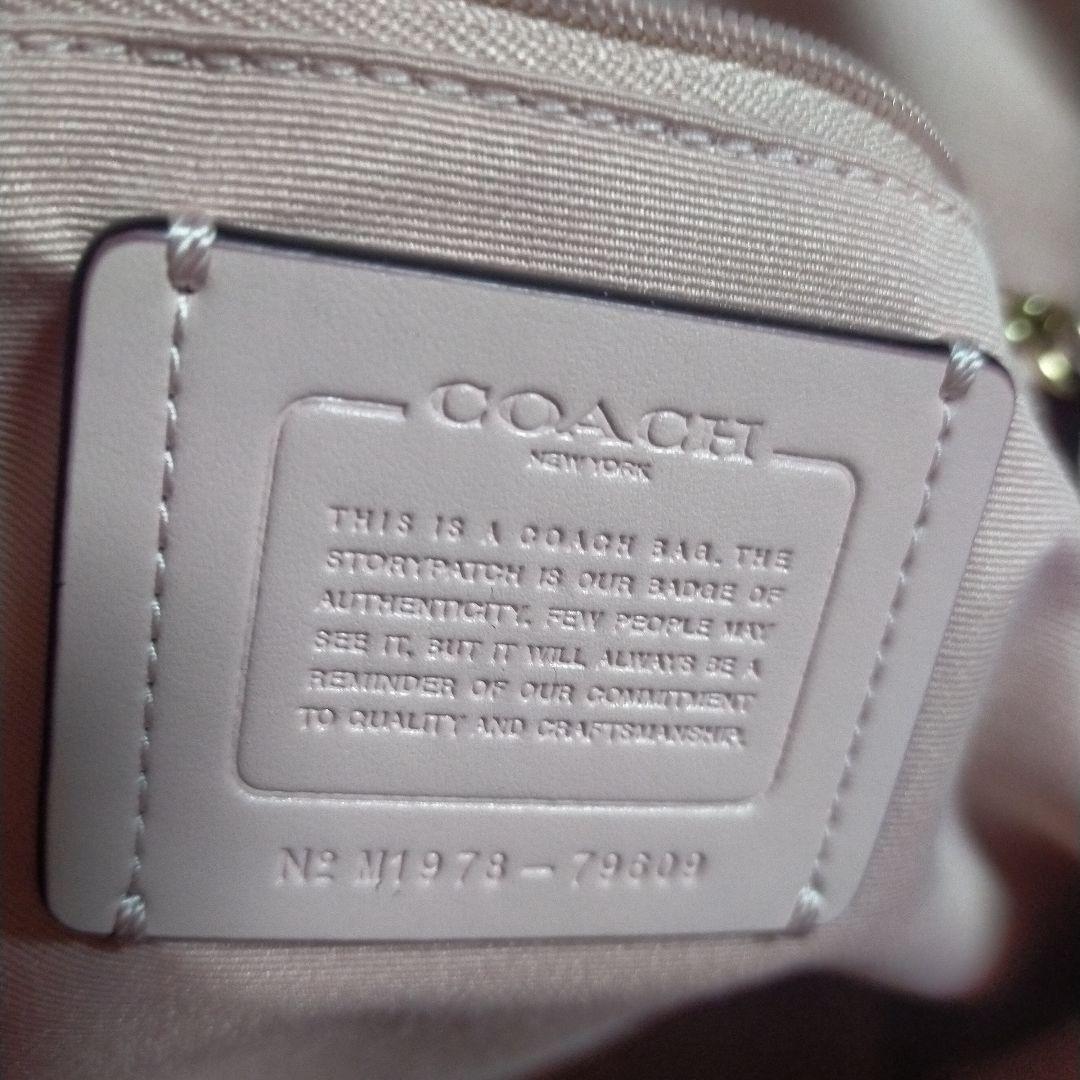 COACH
NEW YORK
THIS IS A COACH BAG. THE
STORYPATCH IS OUR BADGE OF
AUTHENTICITY. FEW PEOPLE MAY
SEE IT, BUT IT WILL ALWAYS BE A
REMINDER OF OUR COMMITMENT
TO QUALITY AND CRAFTSMANSHIP.
Nº M1978-79609